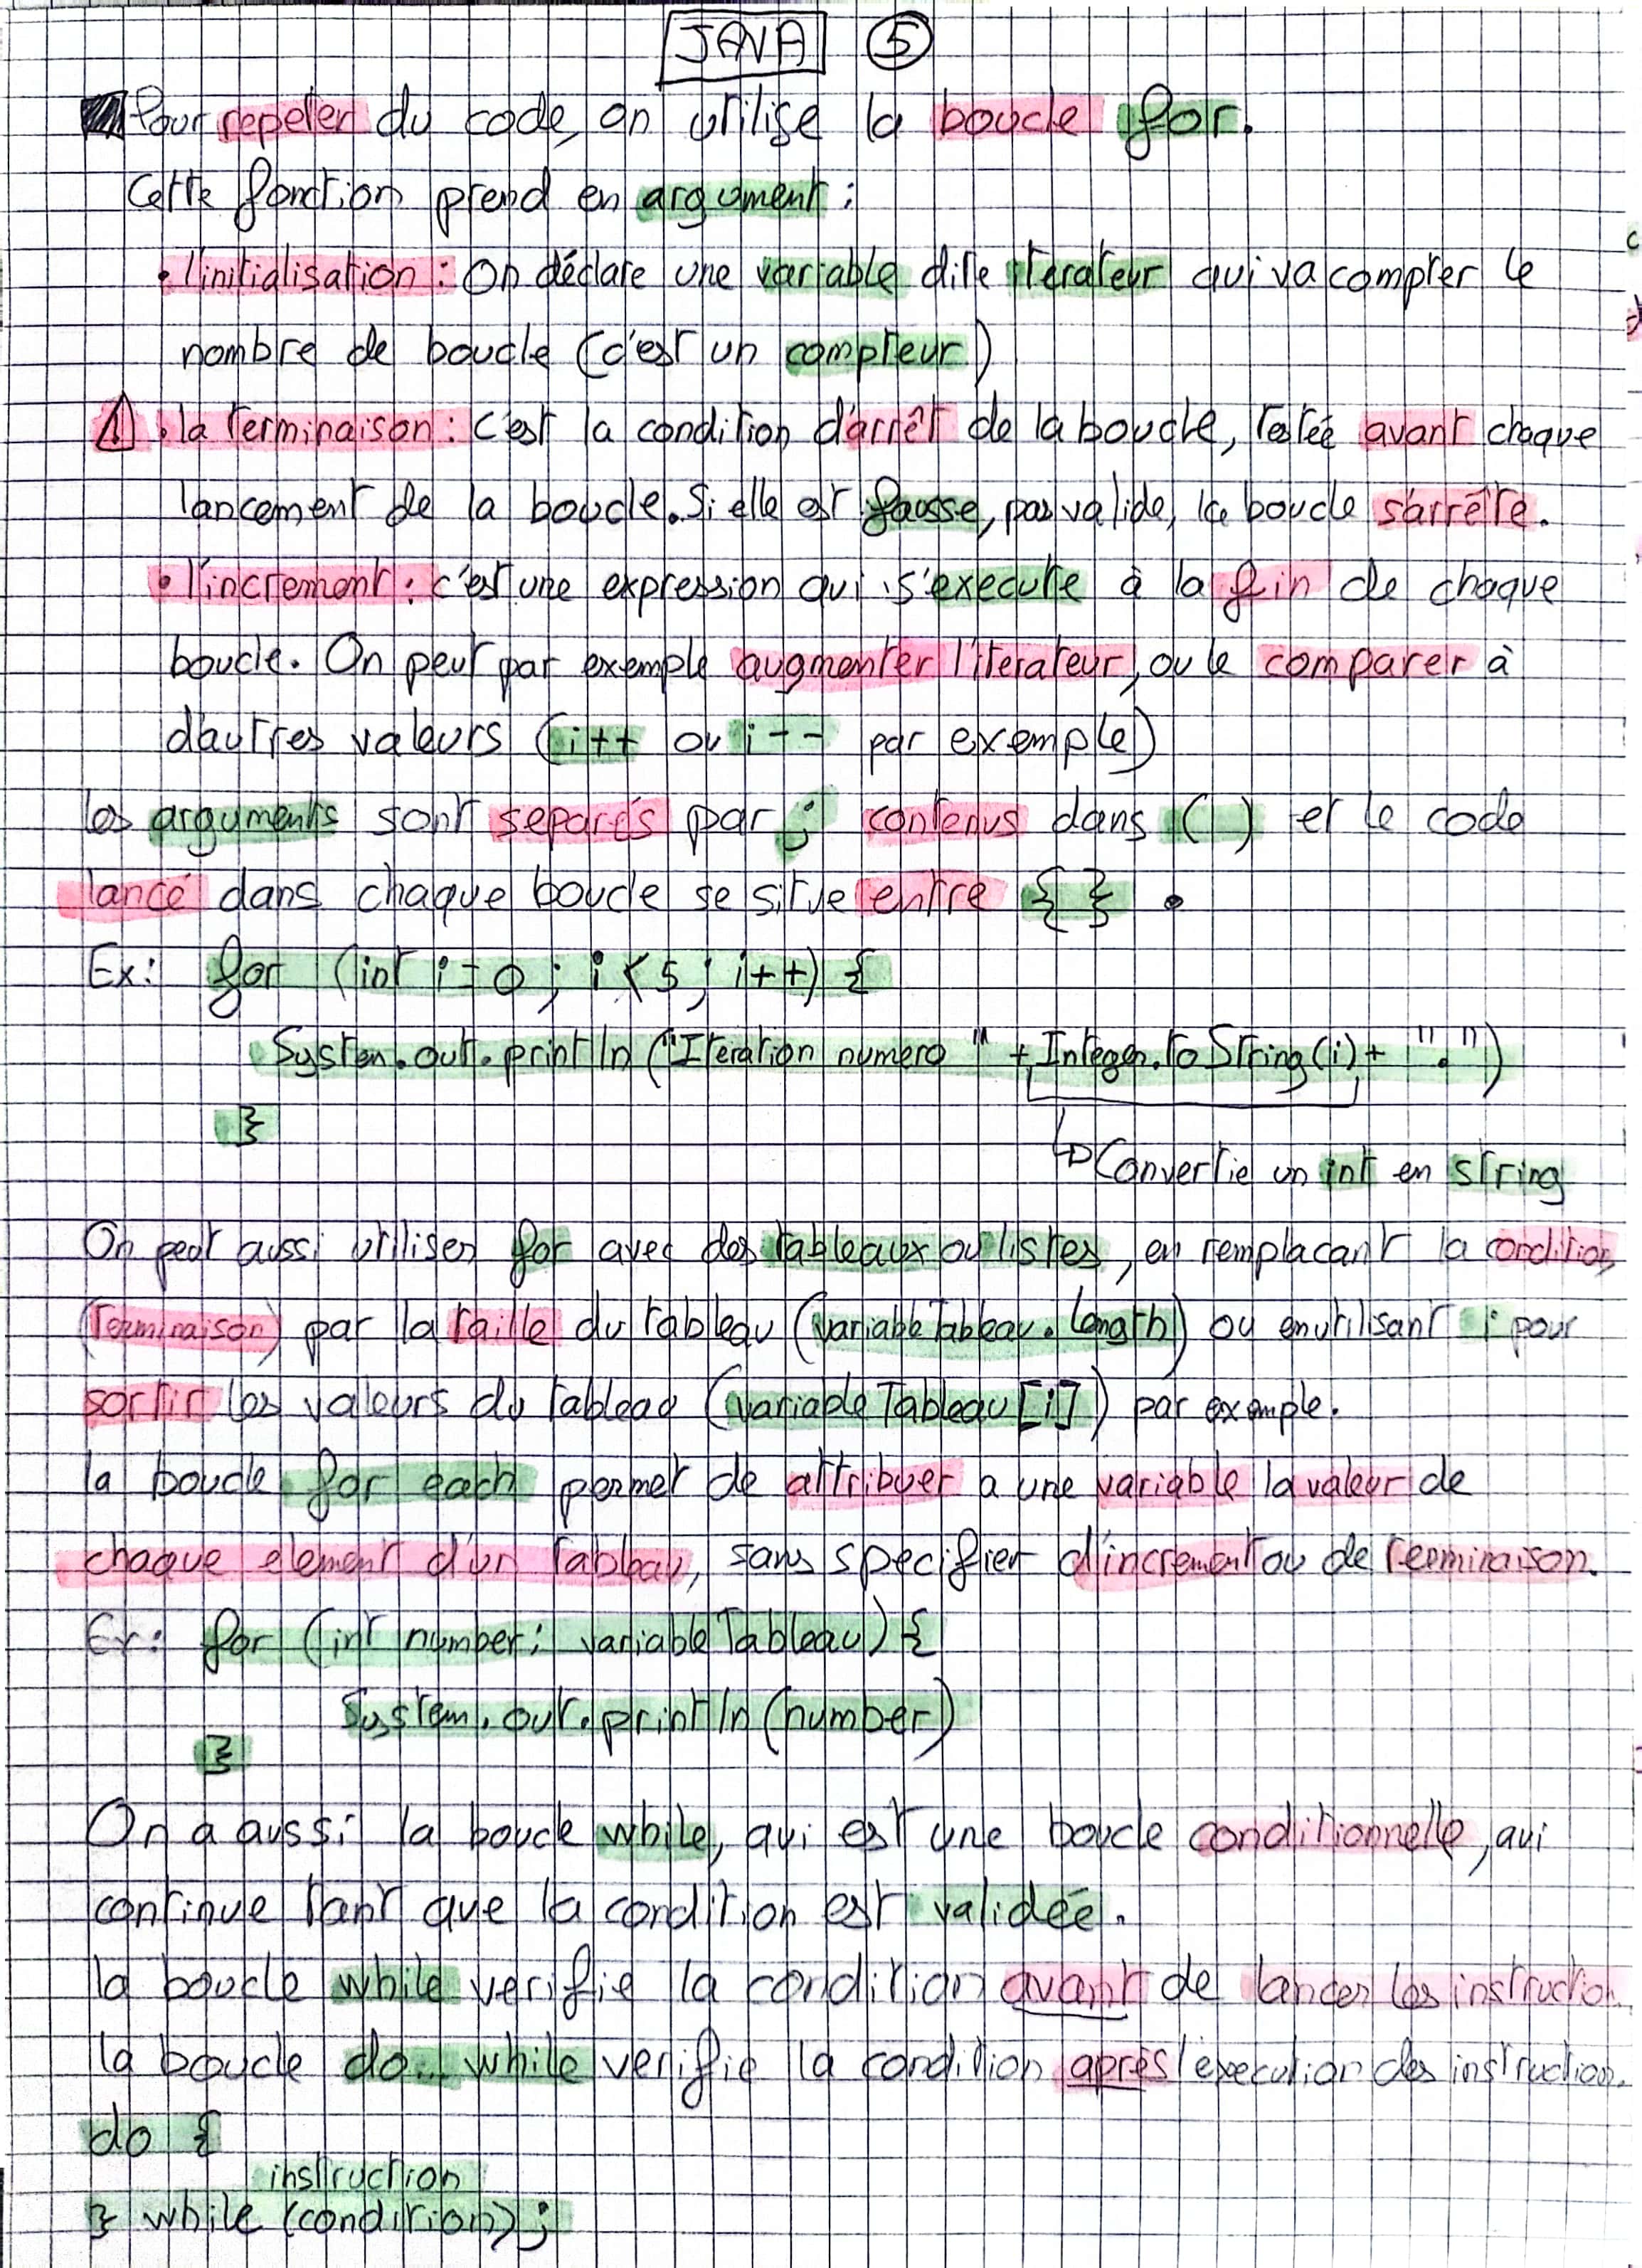 JAVA 5
Pour repeter du code, on utilise la boucle for.
Cette fonction prend en argument :
• l'initialisation : On déclare une variable dite iterateur qui va compter le
nombre de boucle (c'est un compteur)
⚠ • la terminaison : c'est la condition d'arrêt de la boucle, testée avant chaque
lancement de la boucle. Si elle est fausse, pas valide, la boucle s'arrête.
• l'increment : c'est une expression qui s'execute à la fin de chaque
boucle. On peut par exemple augmenter l'iterateur, ou le comparer à
d'autres valeurs (i++ ou i-- par exemple)
les arguments sont separés par ; contenus dans ( ) et le code
lancé dans chaque boucle se situe entre { } .
Ex: for (int i = 0 ; i < 5 ; i++) {
System.out.println ("Iteration numero " + Integer.toString(i) + ".")
}
↳ Convertie un int en string
On peut aussi utiliser for avec des tableaux ou listes, en remplacant la condition
(terminaison) par la taille du tableau (variableTableau.length) ou en utilisant i pour
sortir les valeurs du tableau (variableTableau[i]) par exemple.
la boucle for each permet de attribuer a une variable la valeur de
chaque element d'un tableau, sans specifier d'increment ou de terminaison.
Ex: for (int number : variableTableau) {
System.out.println (number)
}
On a aussi la boucle while, qui est une boucle conditionnelle, qui
continue tant que la condition est validée.
la boucle while verifie la condition avant de lancer les instruction.
la boucle do... while verifie la condition après l'execution des instruction.
do {
instruction
} while (condition) ;